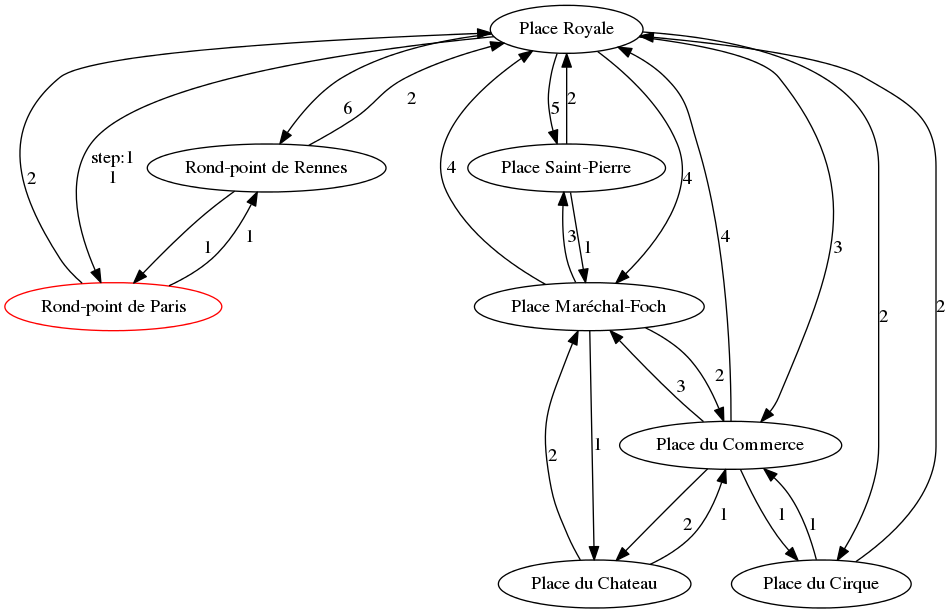 Place Royale
6
2
5
2
step:1
1
Rond-point de Rennes
4
Place Saint-Pierre
4
2
1
1
3
1
3
Rond-point de Paris
Place Maréchal-Foch
2
2
3
2
4
2
1
Place du Commerce
2
1
1
1
Place du Chateau
Place du Cirque